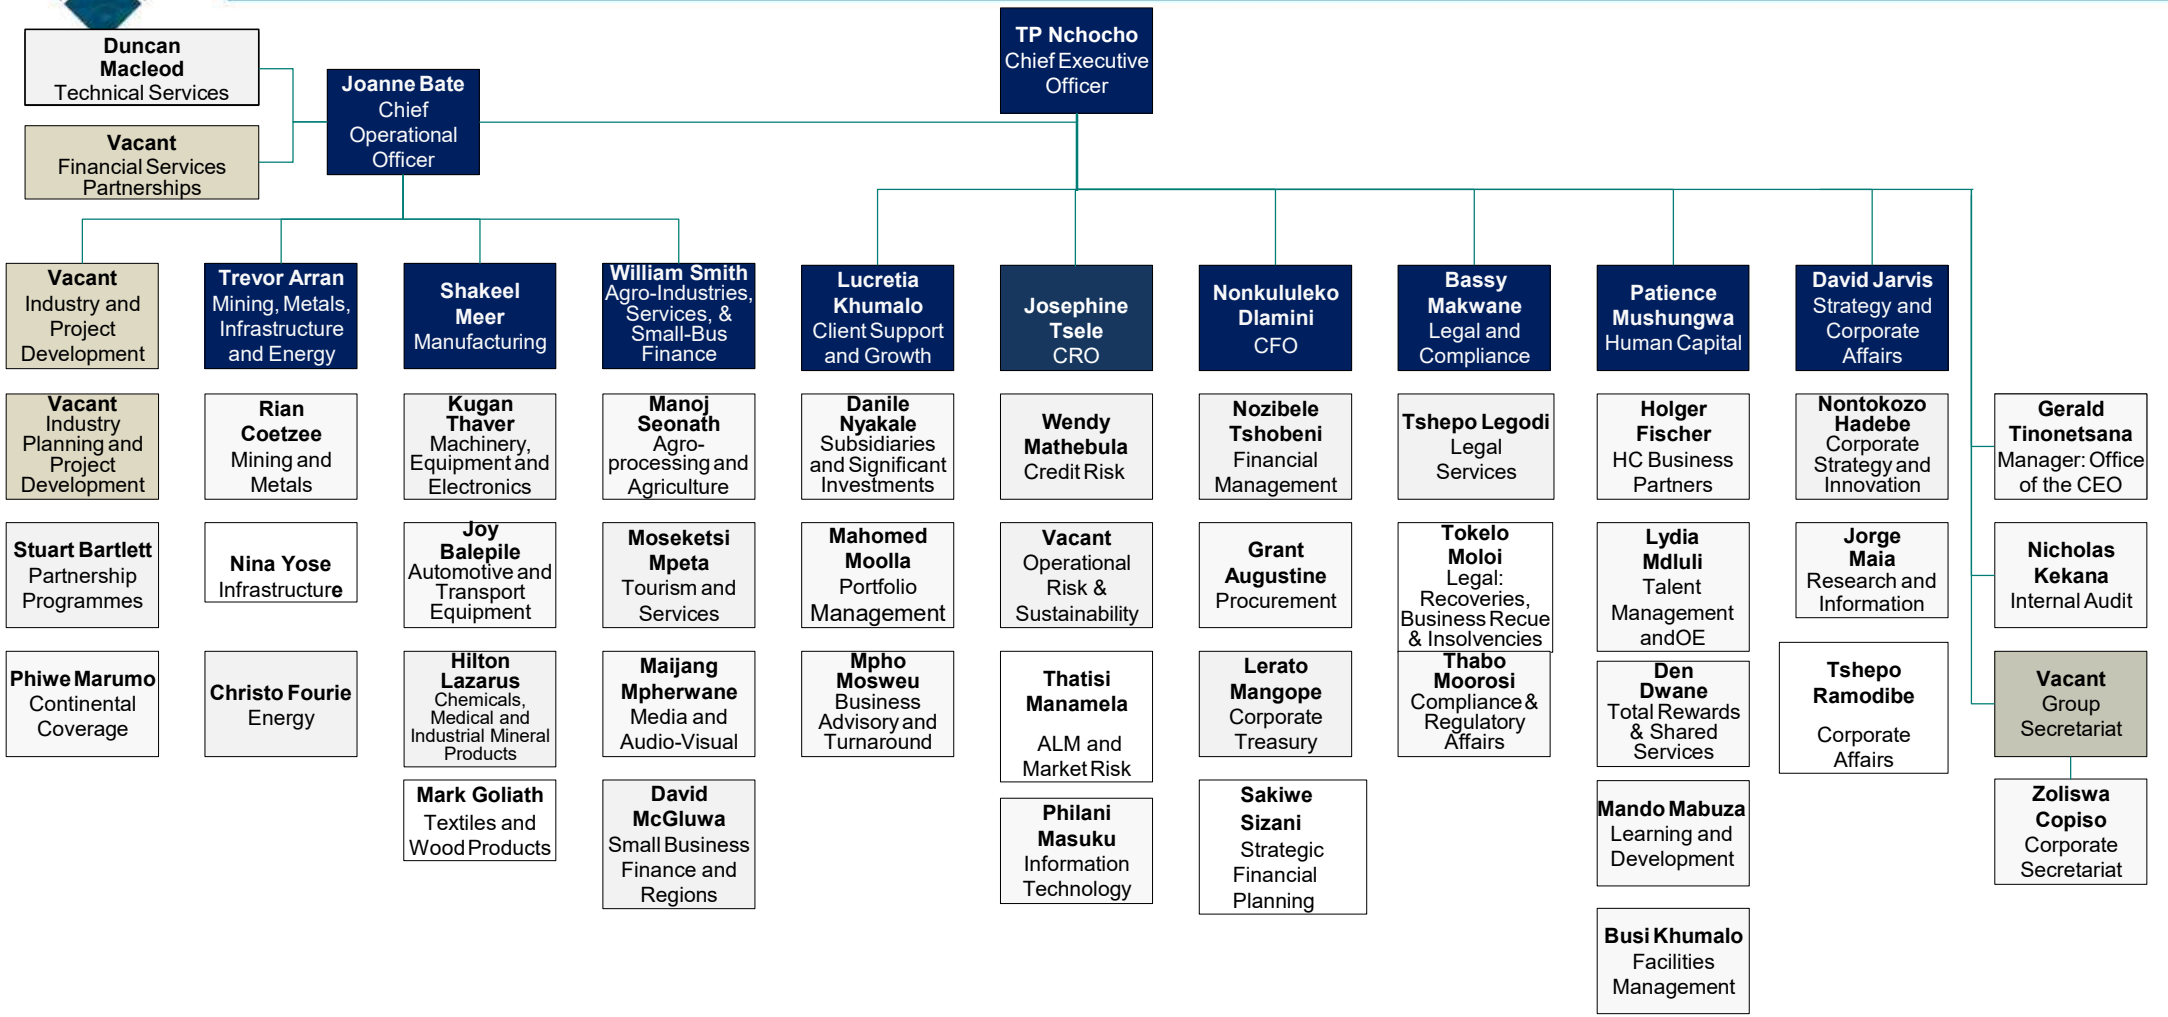 Duncan
Macleod
Technical Services
Vacant
Financial Services
Partnerships
Joanne Bate
Chief
Operational
Officer
TP Nchocho
Chief Executive
Officer
Vacant
Industry and
Project
Development
Trevor Arran
Mining, Metals,
Infrastructure
and Energy
Shakeel
Meer
Manufacturing
William Smith
Agro-Industries,
Services, &
Small-Bus
Finance
Lucretia
Khumalo
Client Support
and Growth
Josephine
Tsele
CRO
Nonkululeko
Dlamini
CFO
Bassy
Makwane
Legal and
Compliance
Patience
Mushungwa
Human Capital
David Jarvis
Strategy and
Corporate
Affairs
Vacant
Industry
Planning and
Project
Development
Rian
Coetzee
Mining and
Metals
Kugan
Thaver
Machinery,
Equipment and
Electronics
Manoj
Seonath
Agro-
processing and
Agriculture
Danile
Nyakale
Subsidiaries
and Significant
Investments
Wendy
Mathebula
Credit Risk
Nozibele
Tshobeni
Financial
Management
Tshepo Legodi
Legal
Services
Holger
Fischer
HC Business
Partners
Nontokozo
Hadebe
Corporate
Strategy and
Innovation
Gerald
Tinonetsana
Manager: Office
of the CEO
Stuart Bartlett
Partnership
Programmes
Nina Yose
Infrastructure
Joy
Balepile
Automotive and
Transport
Equipment
Moseketsi
Mpeta
Tourism and
Services
Mahomed
Moolla
Portfolio
Management
Vacant
Operational
Risk &
Sustainability
Grant
Augustine
Procurement
Tokelo
Moloi
Legal:
Recoveries,
Business Recue
& Insolvencies
Lydia
Mdluli
Talent
Management
andOE
Jorge
Maia
Research and
Information
Nicholas
Kekana
Internal Audit
Phiwe Marumo
Continental
Coverage
Christo Fourie
Energy
Hilton
Lazarus
Chemicals,
Medical and
Industrial Mineral
Products
Maijang
Mpherwane
Media and
Audio-Visual
Mpho
Mosweu
Business
Advisory and
Turnaround
Thatisi
Manamela
ALM and
Market Risk
Lerato
Mangope
Corporate
Treasury
Thabo
Moorosi
Compliance &
Regulatory
Affairs
Den
Dwane
Total Rewards
& Shared
Services
Tshepo
Ramodibe
Corporate
Affairs
Vacant
Group
Secretariat
Mark Goliath
Textiles and
Wood Products
David
McGluwa
Small Business
Finance and
Regions
Philani
Masuku
Information
Technology
Sakiwe
Sizani
Strategic
Financial
Planning
Mando Mabuza
Learning and
Development
Zoliswa
Copiso
Corporate
Secretariat
Busi Khumalo
Facilities
Management